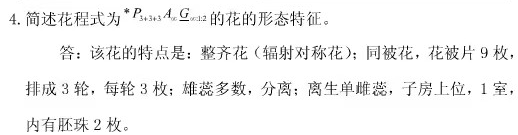 4. 简述花程式为 *P₃₊₃₊₃ A∞ G∞:1:2 的花的形态特征。
答：该花的特点是：整齐花（辐射对称花）；同被花，花被片 9 枚，
排成 3 轮，每轮 3 枚；雄蕊多数，分离；离生单雌蕊，子房上位，1 室，
内有胚珠 2 枚。